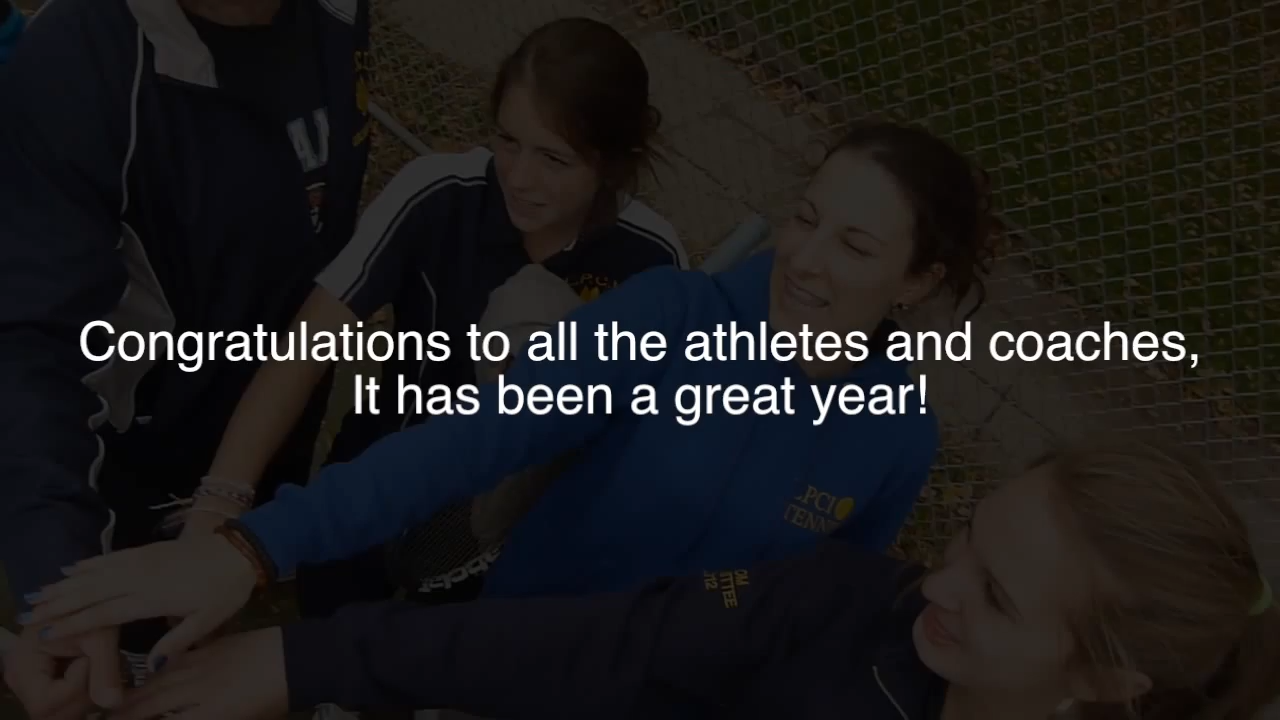 Congratulations to all the athletes and coaches,
It has been a great year!